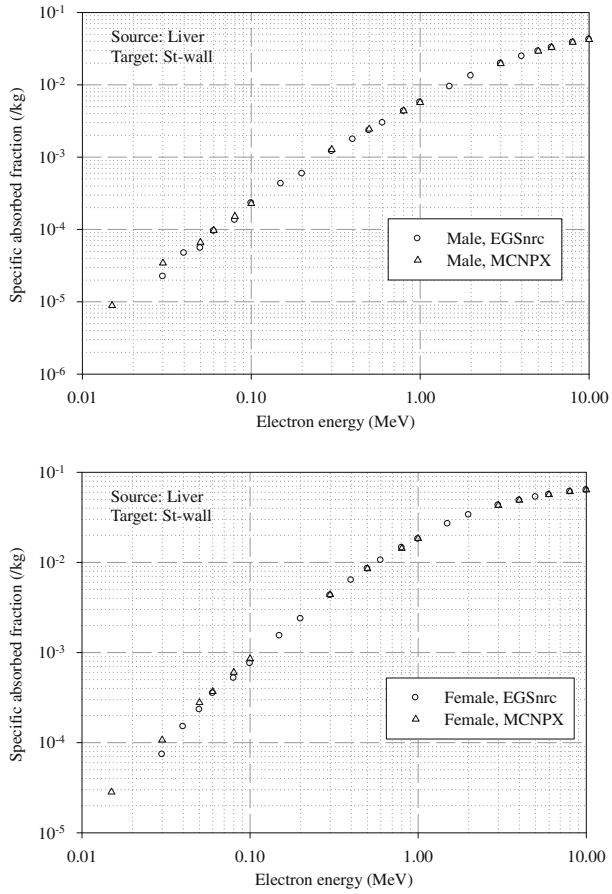 10⁻¹
Source: Liver
Target: St-wall
10⁻²
10⁻³
10⁻⁴
10⁻⁵
10⁻⁶
Specific absorbed fraction (/kg)
Male, EGSnrc
Male, MCNPX
0.01 0.10 1.00 10.00
Electron energy (MeV)
10⁻¹
Source: Liver
Target: St-wall
10⁻²
10⁻³
10⁻⁴
10⁻⁵
Specific absorbed fraction (/kg)
Female, EGSnrc
Female, MCNPX
0.01 0.10 1.00 10.00
Electron energy (MeV)